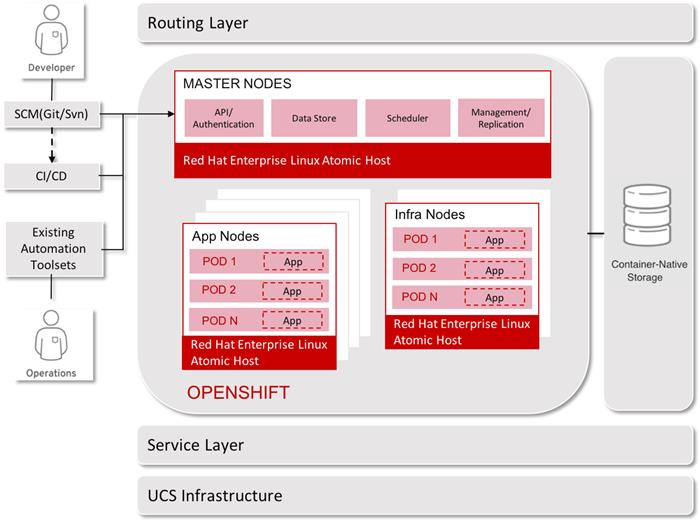 Routing Layer
Developer
SCM(Git/Svn)
CI/CD
Existing
Automation
Toolsets
Operations
MASTER NODES
API/
Authentication
Data Store
Scheduler
Management/
Replication
Red Hat Enterprise Linux Atomic Host
App Nodes
POD 1
App
POD 2
App
POD N
App
Red Hat Enterprise Linux
Atomic Host
Infra Nodes
POD 1
App
POD 2
App
POD N
App
Red Hat Enterprise Linux
Atomic Host
OPENSHIFT
Container-Native
Storage
Service Layer
UCS Infrastructure